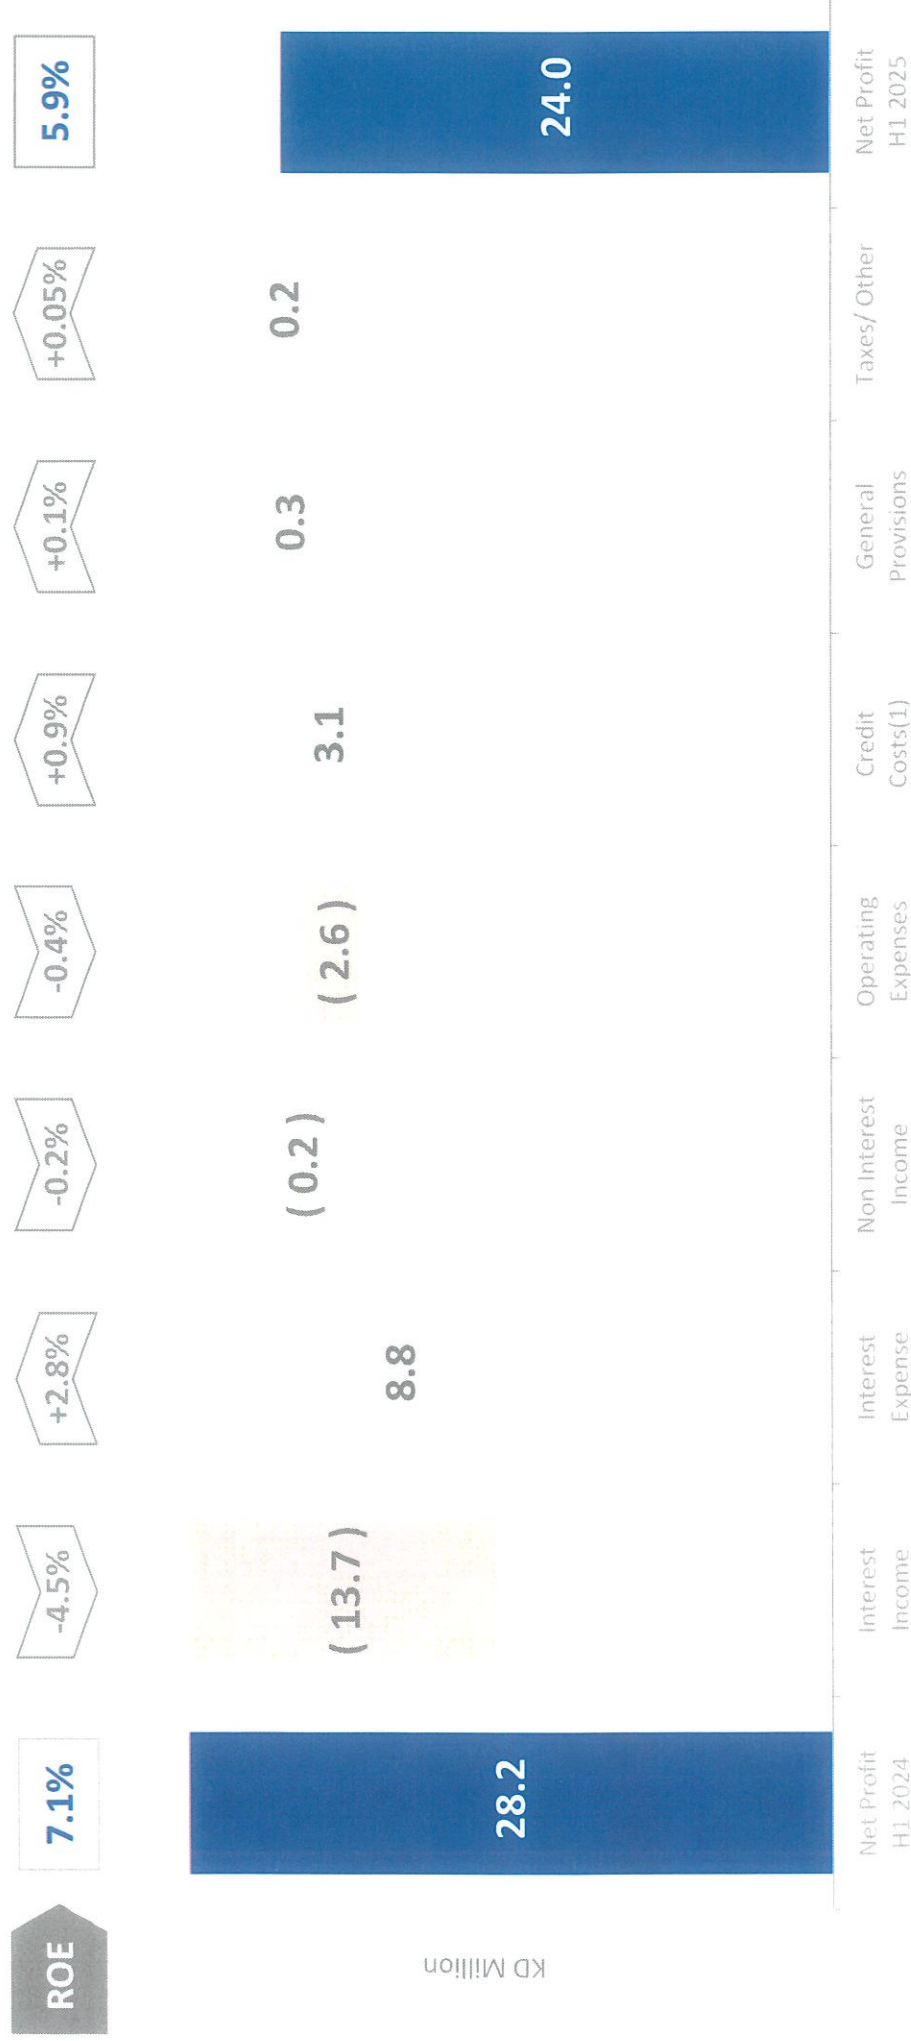 ROE
7.1%
-4.5%
+2.8%
-0.2%
-0.4%
+0.9%
+0.1%
+0.05%
5.9%
KD Million
28.2
( 13.7 )
8.8
( 0.2 )
( 2.6 )
3.1
0.3
0.2
24.0
Net Profit
H1 2024
Interest
Income
Interest
Expense
Non Interest
Income
Operating
Expenses
Credit
Costs(1)
General
Provisions
Taxes/ Other
Net Profit
H1 2025